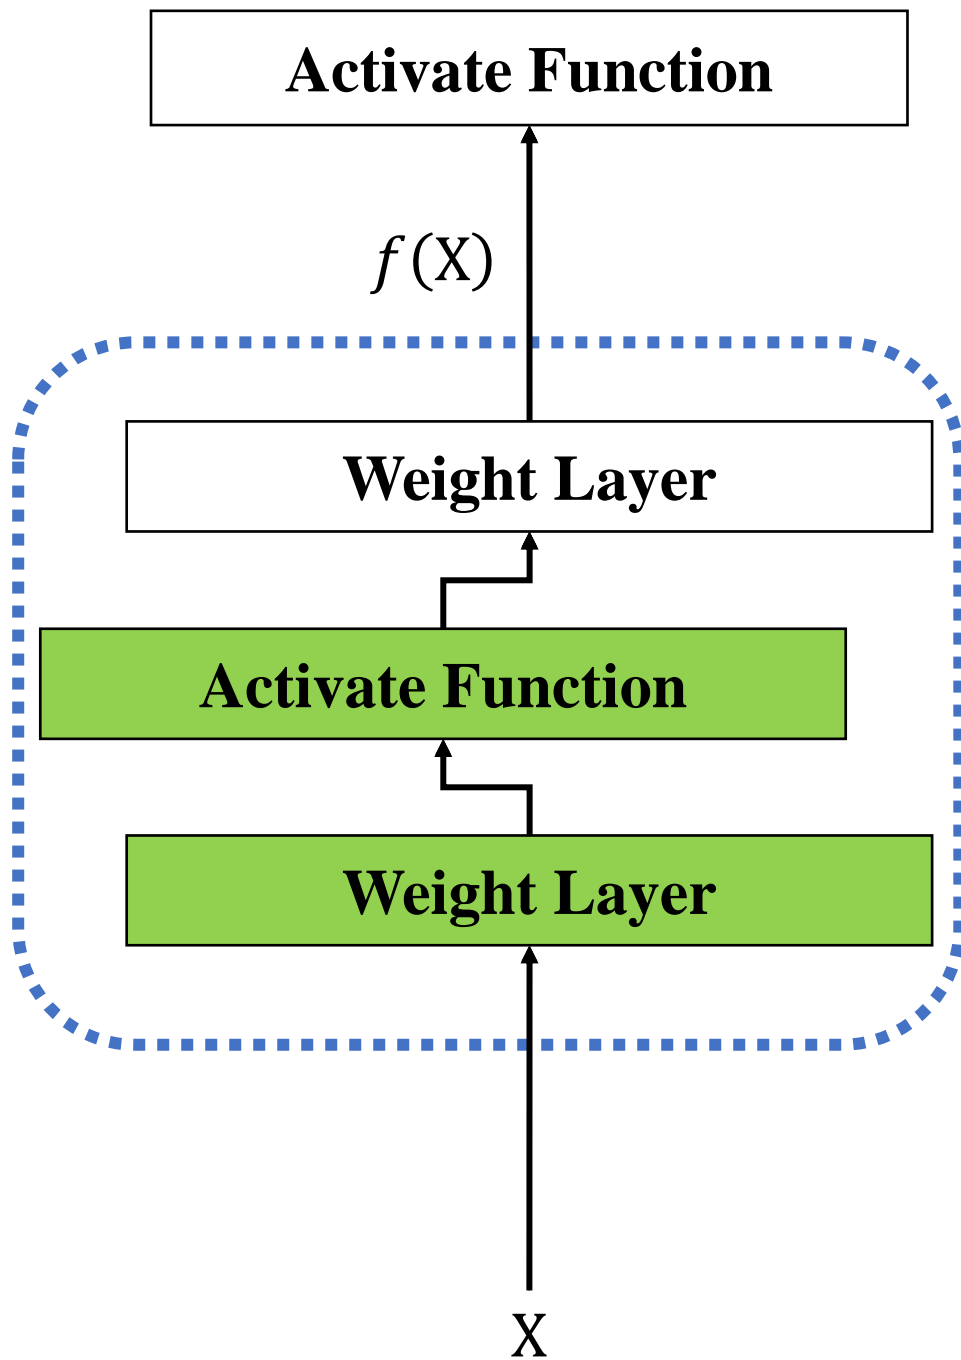 Activate Function
f(X)
Weight Layer
Activate Function
Weight Layer
X